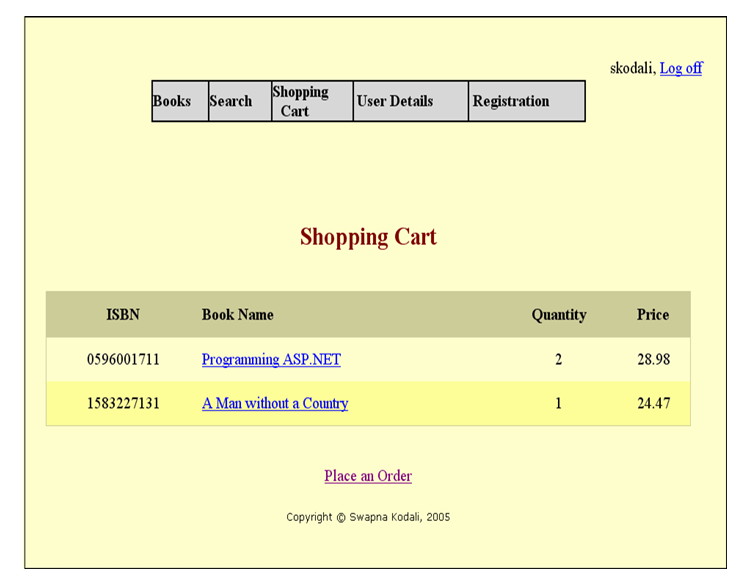 skodali, Log off
Books Search Shopping Cart User Details Registration
Shopping Cart
ISBN Book Name Quantity Price
0596001711 Programming ASP.NET 2 28.98
1583227131 A Man without a Country 1 24.47
Place an Order
Copyright © Swapna Kodali, 2005